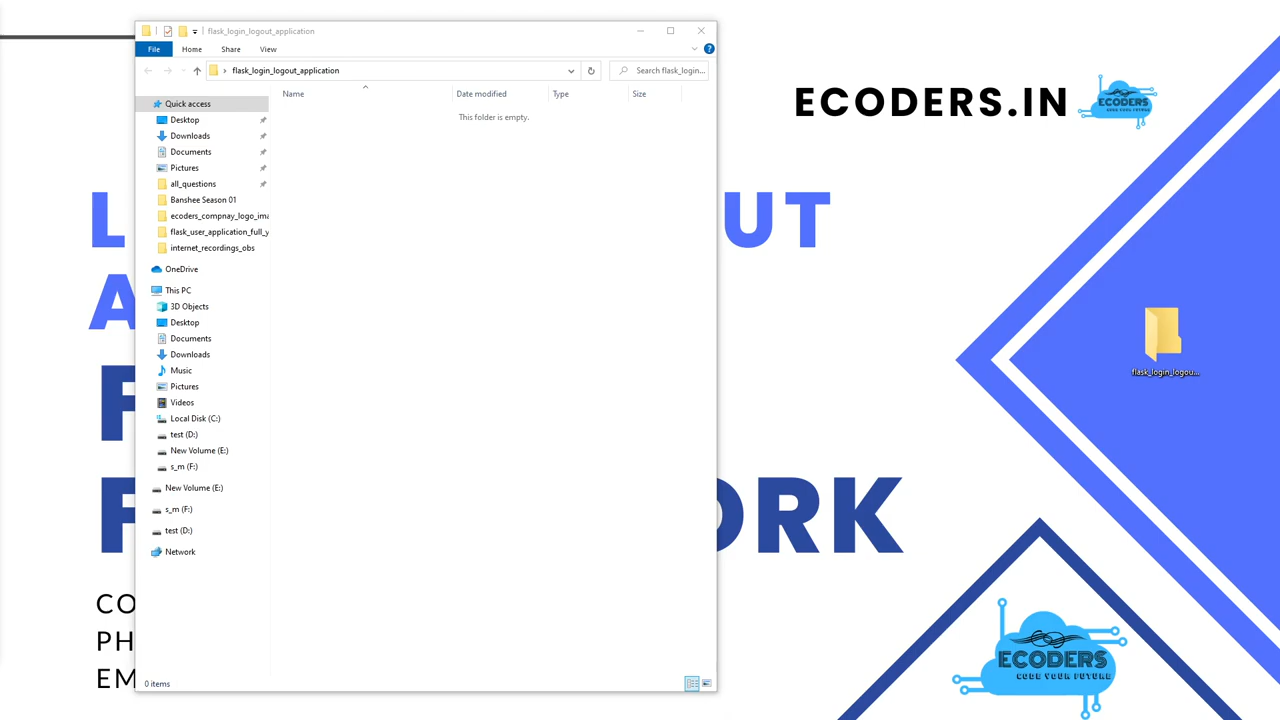 flask_login_logout_application
File Home Share View
flask_login_logout_application
Search flask_login...
Name Date modified Type Size
This folder is empty.
Quick access
Desktop
Downloads
Documents
Pictures
all_questions
Banshee Season 01
ecoders_compnay_logo_ima
flask_user_application_full_y
internet_recordings_obs
OneDrive
This PC
3D Objects
Desktop
Documents
Downloads
Music
Pictures
Videos
Local Disk (C:)
test (D:)
New Volume (E:)
s_m (F:)
New Volume (E:)
s_m (F:)
test (D:)
Network
0 items
ECODERS.IN
ECODERS
CODE YOUR FUTURE
L UT
A
F
F ORK
CO
PH
EM
flask_login_logou...
ECODERS
CODE YOUR FUTURE